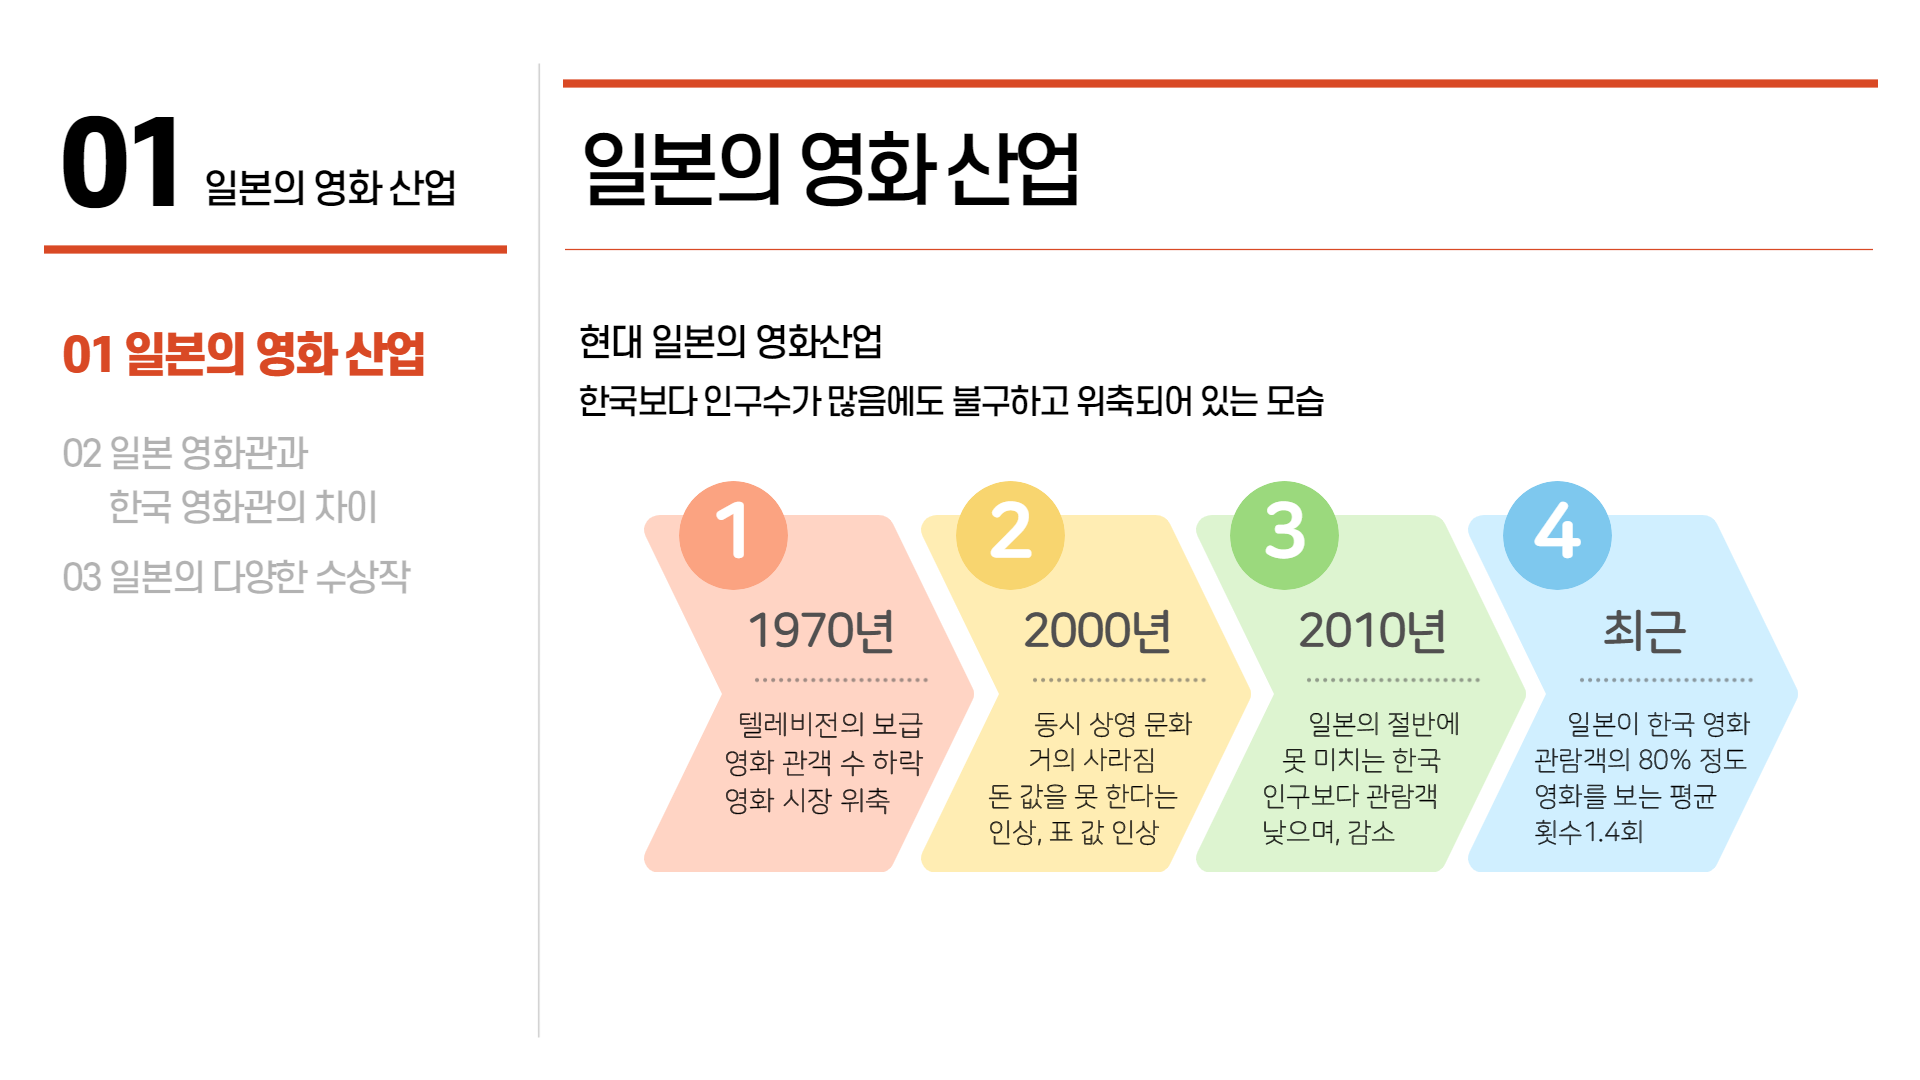 01 일본의 영화 산업
01 일본의 영화 산업
02 일본 영화관과
한국 영화관의 차이
03 일본의 다양한 수상작
일본의 영화 산업
현대 일본의 영화산업
한국보다 인구수가 많음에도 불구하고 위축되어 있는 모습
1
1970년
텔레비전의 보급
영화 관객 수 하락
영화 시장 위축
2
2000년
동시 상영 문화
거의 사라짐
돈 값을 못 한다는
인상, 표 값 인상
3
2010년
일본의 절반에
못 미치는 한국
인구보다 관람객
낮으며, 감소
4
최근
일본이 한국 영화
관람객의 80% 정도
영화를 보는 평균
횟수1.4회